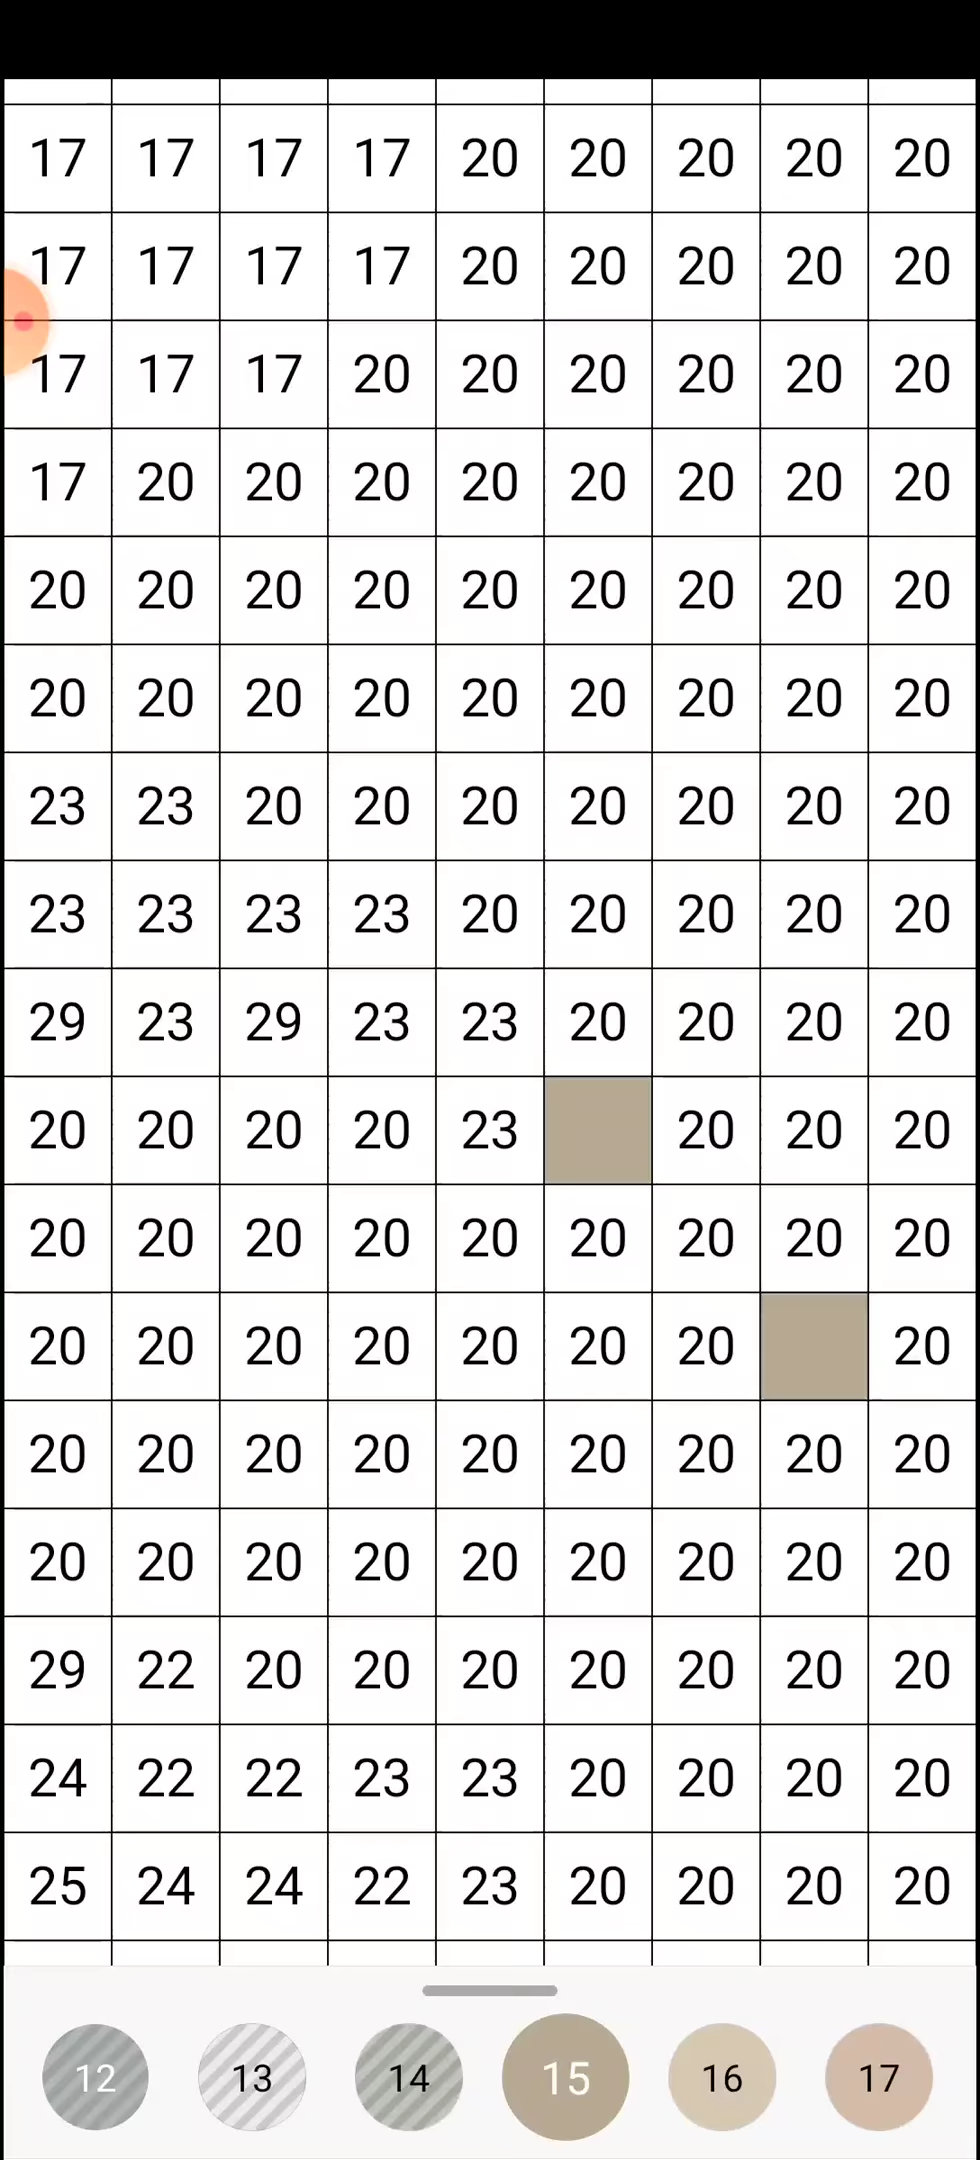 17 17 17 17 20 20 20 20 20
17 17 17 17 20 20 20 20 20
17 17 17 20 20 20 20 20 20
17 20 20 20 20 20 20 20 20
20 20 20 20 20 20 20 20 20
20 20 20 20 20 20 20 20 20
23 23 20 20 20 20 20 20 20
23 23 23 23 20 20 20 20 20
29 23 29 23 23 20 20 20 20
20 20 20 20 23 20 20 20
20 20 20 20 20 20 20 20 20
20 20 20 20 20 20 20 20
20 20 20 20 20 20 20 20 20
20 20 20 20 20 20 20 20 20
29 22 20 20 20 20 20 20 20
24 22 22 23 23 20 20 20 20
25 24 24 22 23 20 20 20 20
12 13 14 15 16 17